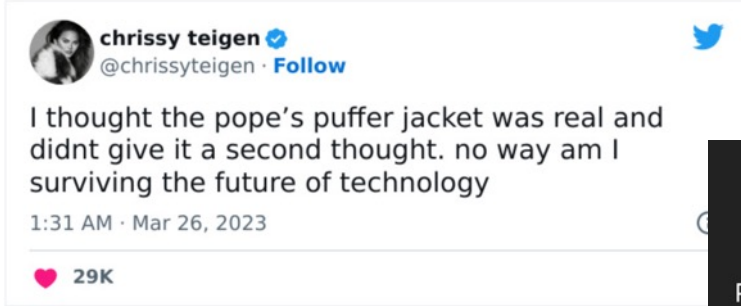 chrissy teigen
@chrissyteigen · Follow
I thought the pope's puffer jacket was real and
didnt give it a second thought. no way am I
surviving the future of technology
1:31 AM · Mar 26, 2023
29K